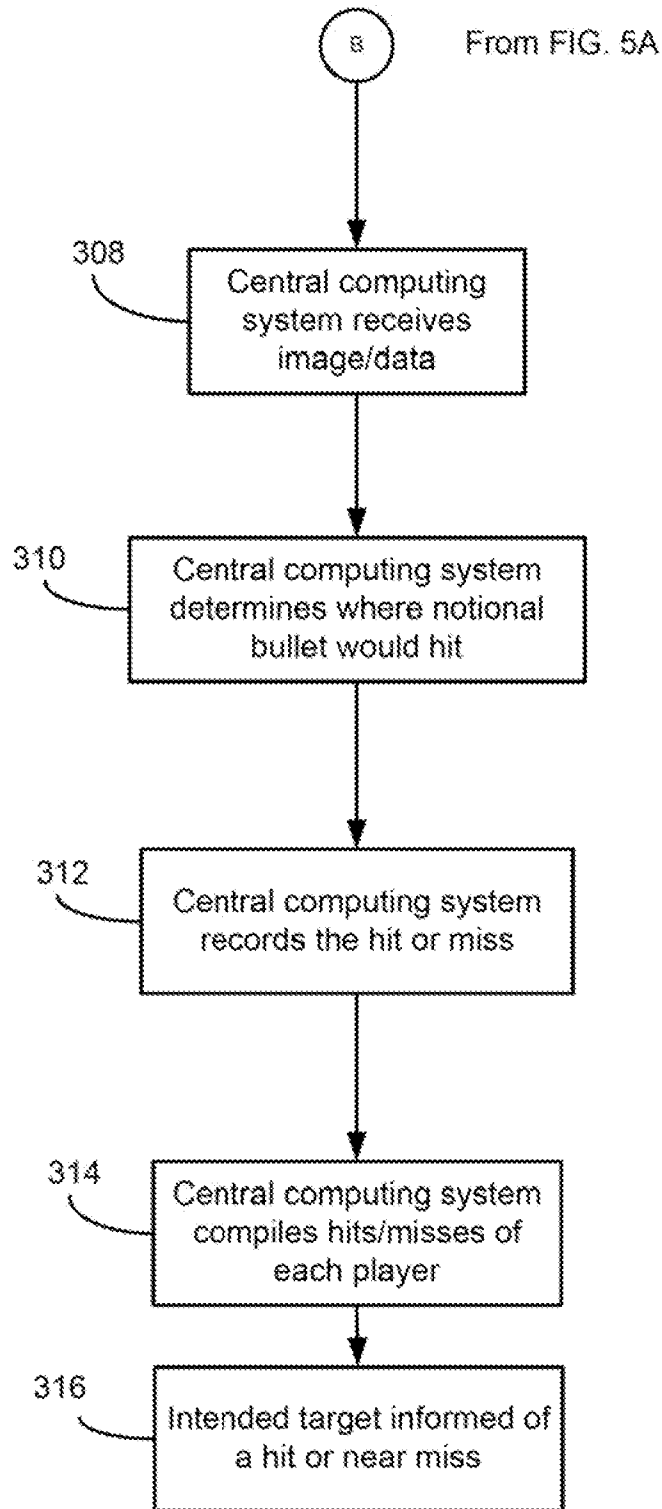 B
From FIG. 5A
308
Central computing
system receives
image/data
310
Central computing system
determines where notional
bullet would hit
312
Central computing system
records the hit or miss
314
Central computing system
compiles hits/misses of
each player
316
Intended target informed of
a hit or near miss